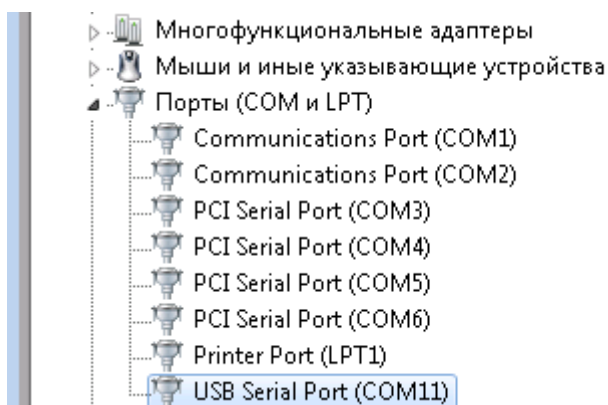 Многофункциональные адаптеры
Мыши и иные указывающие устройства
Порты (COM и LPT)
Communications Port (COM1)
Communications Port (COM2)
PCI Serial Port (COM3)
PCI Serial Port (COM4)
PCI Serial Port (COM5)
PCI Serial Port (COM6)
Printer Port (LPT1)
USB Serial Port (COM11)